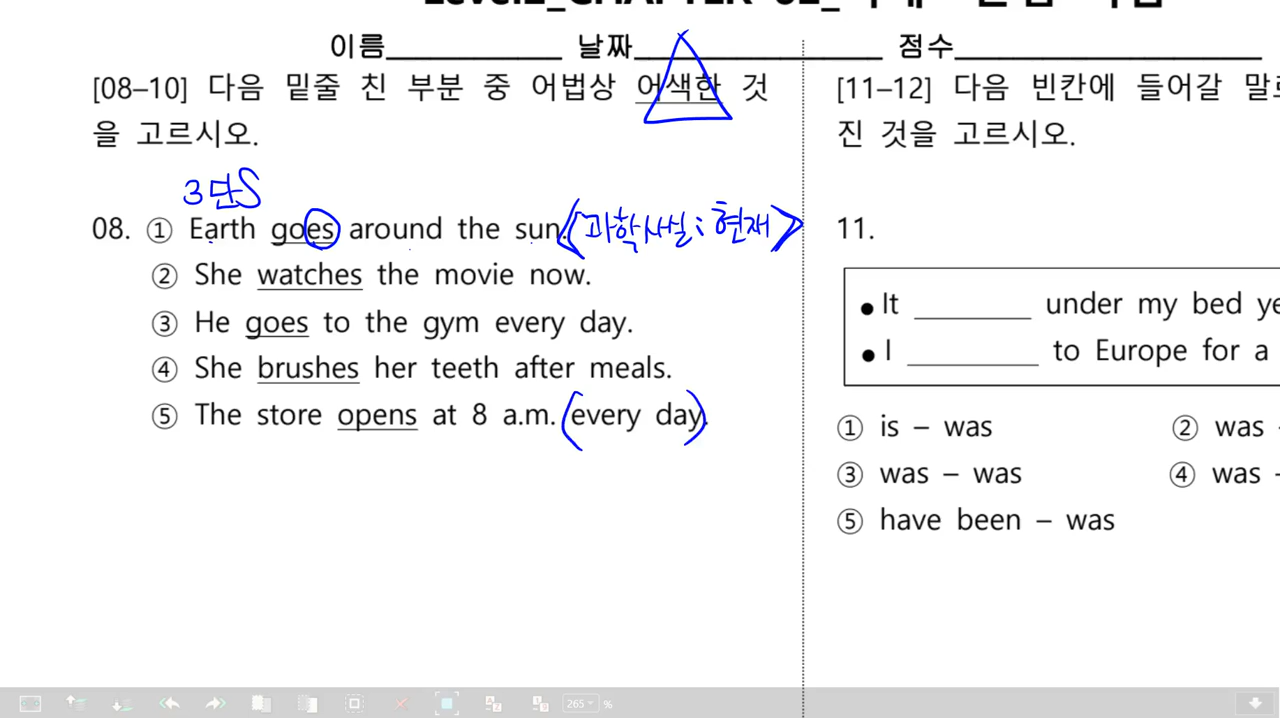 이름 날짜 점수
[08–10] 다음 밑줄 친 부분 중 어법상 어색한 것
을 고르시오.
3단S
08. ① Earth goes around the sun. <과학사실: 현재>
② She watches the movie now.
③ He goes to the gym every day.
④ She brushes her teeth after meals.
⑤ The store opens at 8 a.m. (every day).
[11–12] 다음 빈칸에 들어갈
진 것을 고르시오.
11.
● It ________ under my bed
● I _________ to Europe for a
① is – was
② was
③ was – was
④ was –
⑤ have been – was
265 %